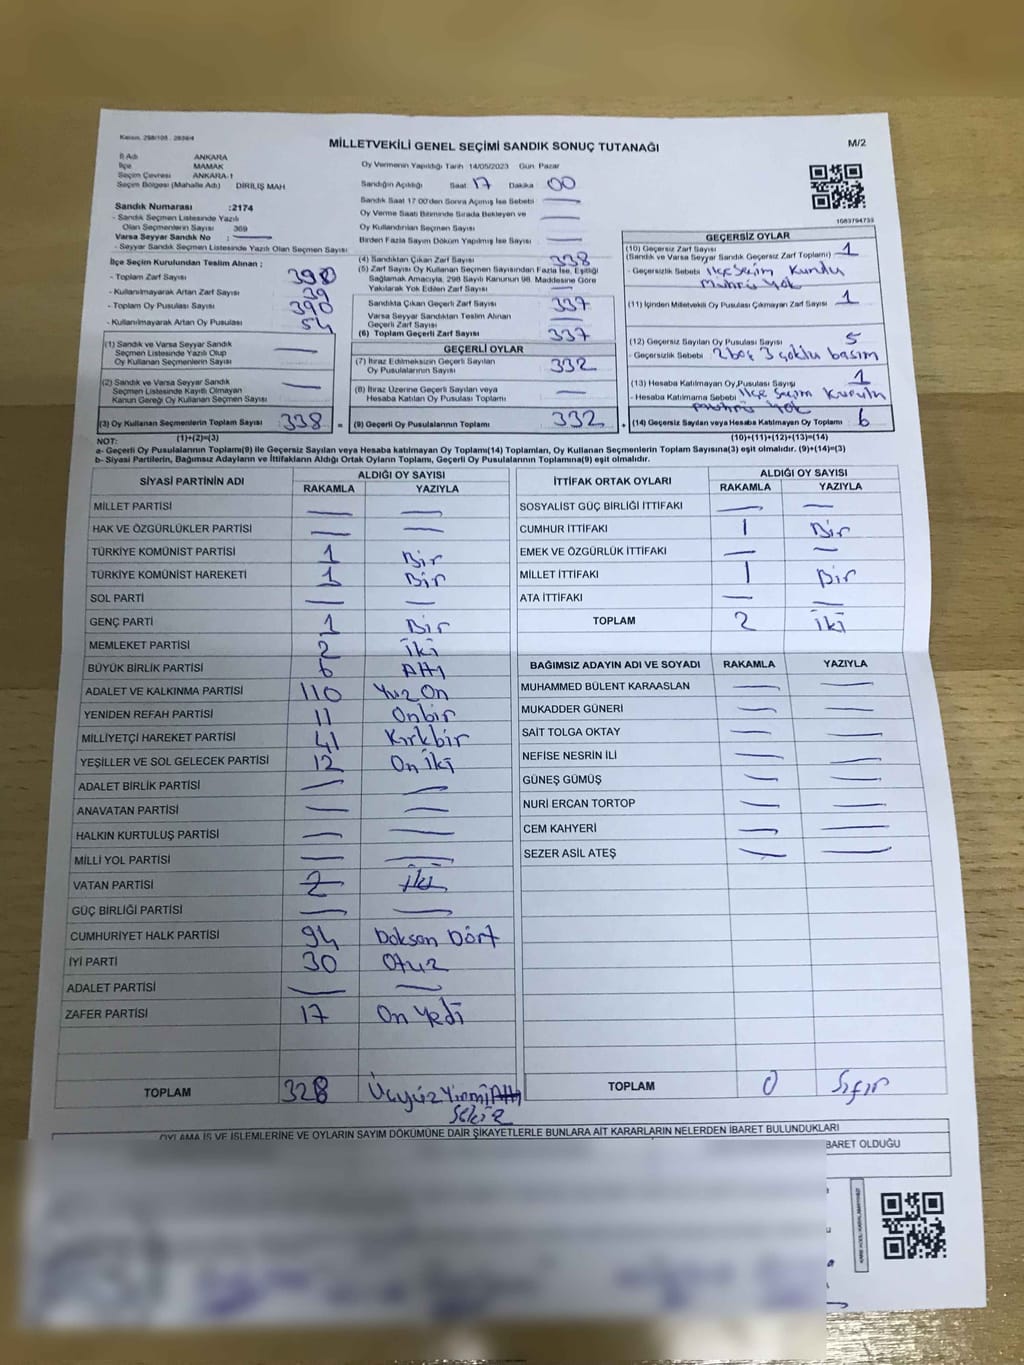 Kanun, 298/105 - 2839/4
MİLLETVEKİLİ GENEL SEÇİMİ SANDIK SONUÇ TUTANAĞI
M/2
İl Adı ANKARA
İlçe MAMAK
Seçim Çevresi ANKARA-1
Seçim Bölgesi (Mahalle Adı) DİRİLİŞ MAH
Oy Vermenin Yapıldığı Tarih 14/05/2023 Gün Pazar
Sandığın Açıldığı Saat 17 Dakika 00
Sandık Saat 17:00'den Sonra Açılmış İse Sebebi —
Oy Verme Saati Bitiminde Sırada Bekleyen ve
Oy Kullandırılan Seçmen Sayısı —
Birden Fazla Sayım Döküm Yapılmış İse Sayısı —
1083794733
Sandık Numarası :2174
- Sandık Seçmen Listesinde Yazılı
Olan Seçmenlerin Sayısı 369
Varsa Seyyar Sandık No : —
- Seyyar Sandık Seçmen Listesinde Yazılı Olan Seçmen Sayısı
İlçe Seçim Kurulundan Teslim Alınan ;
- Toplam Zarf Sayısı 390
- Kullanılmayarak Artan Zarf Sayısı 39
- Toplam Oy Pusulası Sayısı 390
- Kullanılmayarak Artan Oy Pusulası 54
(4) Sandıktan Çıkan Zarf Sayısı 338
(5) Zarf Sayısı Oy Kullanan Seçmen Sayısından Fazla İse, Eşitliği
Sağlamak Amacıyla, 298 Sayılı Kanunun 98. Maddesine Göre
Yakılarak Yok Edilen Zarf Sayısı —
Sandıkta Çıkan Geçerli Zarf Sayısı 337
Varsa Seyyar Sandıktan Teslim Alınan
Geçerli Zarf Sayısı —
(6) Toplam Geçerli Zarf Sayısı 337
GEÇERSİZ OYLAR
(10) Geçersiz Zarf Sayısı
(Sandık ve Varsa Seyyar Sandık Geçersiz Zarf Toplamı) 1
- Geçersizlik Sebebi ilçe Seçim Kurulu
Mührü Yok
(11) İçinden Milletvekili Oy Pusulası Çıkmayan Zarf Sayısı 1
(12) Geçersiz Sayılan Oy Pusulası Sayısı 5
- Geçersizlik Sebebi 2 boş 3 çoklu basım
(13) Hesaba Katılmayan Oy Pusulası Sayısı 1
- Hesaba Katılmama Sebebi ilçe Seçim Kurulu
mührü yok
(1) Sandık ve Varsa Seyyar Sandık
Seçmen Listesinde Yazılı Olup
Oy Kullanan Seçmenlerin Sayısı —
(2) Sandık ve Varsa Seyyar Sandık
Seçmen Listesinde Kayıtlı Olmayan
Kanun Gereği Oy Kullanan Seçmen Sayısı —
GEÇERLİ OYLAR
(7) İtiraz Edilmeksizin Geçerli Sayılan
Oy Pusulalarının Sayısı 332
(8) İtiraz Üzerine Geçerli Sayılan veya
Hesaba Katılan Oy Pusulası Toplamı —
(3) Oy Kullanan Seçmenlerin Toplam Sayısı 338 = (9) Geçerli Oy Pusulalarının Toplamı 332 + (14) Geçersiz Sayılan veya Hesaba Katılmayan Oy Toplamı 6
NOT: (1)+(2)=(3) (10)+(11)+(12)+(13)=(14)
a- Geçerli Oy Pusulalarının Toplamı(9) ile Geçersiz Sayılan veya Hesaba katılmayan Oy Toplamı(14) Toplamları, Oy Kullanan Seçmenlerin Toplam Sayısına(3) eşit olmalıdır. (9)+(14)=(3)
b- Siyasi Partilerin, Bağımsız Adayların ve İttifakların Aldığı Ortak Oyların Toplamı, Geçerli Oy Pusulalarının Toplamına(9) eşit olmalıdır.
SİYASİ PARTİNİN ADI ALDIĞI OY SAYISI
RAKAMLA YAZIYLA
MİLLET PARTİSİ — —
HAK VE ÖZGÜRLÜKLER PARTİSİ — —
TÜRKİYE KOMÜNİST PARTİSİ 1 Bir
TÜRKİYE KOMÜNİST HAREKETİ 1 Bir
SOL PARTİ — —
GENÇ PARTİ 1 Bir
MEMLEKET PARTİSİ 2 İki
BÜYÜK BİRLİK PARTİSİ 6 Altı
ADALET VE KALKINMA PARTİSİ 110 Yüz On
YENİDEN REFAH PARTİSİ 11 Onbir
MİLLİYETÇİ HAREKET PARTİSİ 41 Kırkbir
YEŞİLLER VE SOL GELECEK PARTİSİ 12 On İki
ADALET BİRLİK PARTİSİ — —
ANAVATAN PARTİSİ — —
HALKIN KURTULUŞ PARTİSİ — —
MİLLİ YOL PARTİSİ — —
VATAN PARTİSİ 2 İki
GÜÇ BİRLİĞİ PARTİSİ — —
CUMHURİYET HALK PARTİSİ 94 Doksan Dört
İYİ PARTİ 30 Otuz
ADALET PARTİSİ — —
ZAFER PARTİSİ 17 On Yedi
TOPLAM 328 Üçyüz Yirmi Altı
Sekiz
İTTİFAK ORTAK OYLARI ALDIĞI OY SAYISI
RAKAMLA YAZIYLA
SOSYALİST GÜÇ BİRLİĞİ İTTİFAKI — —
CUMHUR İTTİFAKI 1 Bir
EMEK VE ÖZGÜRLÜK İTTİFAKI — —
MİLLET İTTİFAKI 1 Bir
ATA İTTİFAKI — —
TOPLAM 2 İki
BAĞIMSIZ ADAYIN ADI VE SOYADI RAKAMLA YAZIYLA
MUHAMMED BÜLENT KARAASLAN — —
MUKADDER GÜNERİ — —
SAİT TOLGA OKTAY — —
NEFİSE NESRİN İLİ — —
GÜNEŞ GÜMÜŞ — —
NURİ ERCAN TORTOP — —
CEM KAHYERİ — —
SEZER ASİL ATEŞ — —
TOPLAM 0 Sıfır
OYLAMA İŞ VE İŞLEMLERİNE VE OYLARIN SAYIM DÖKÜMÜNE DAİR ŞİKAYETLERLE BUNLARA AİT KARARLARIN NELERDEN İBARET BULUNDUKLARI
BARET OLDUĞU